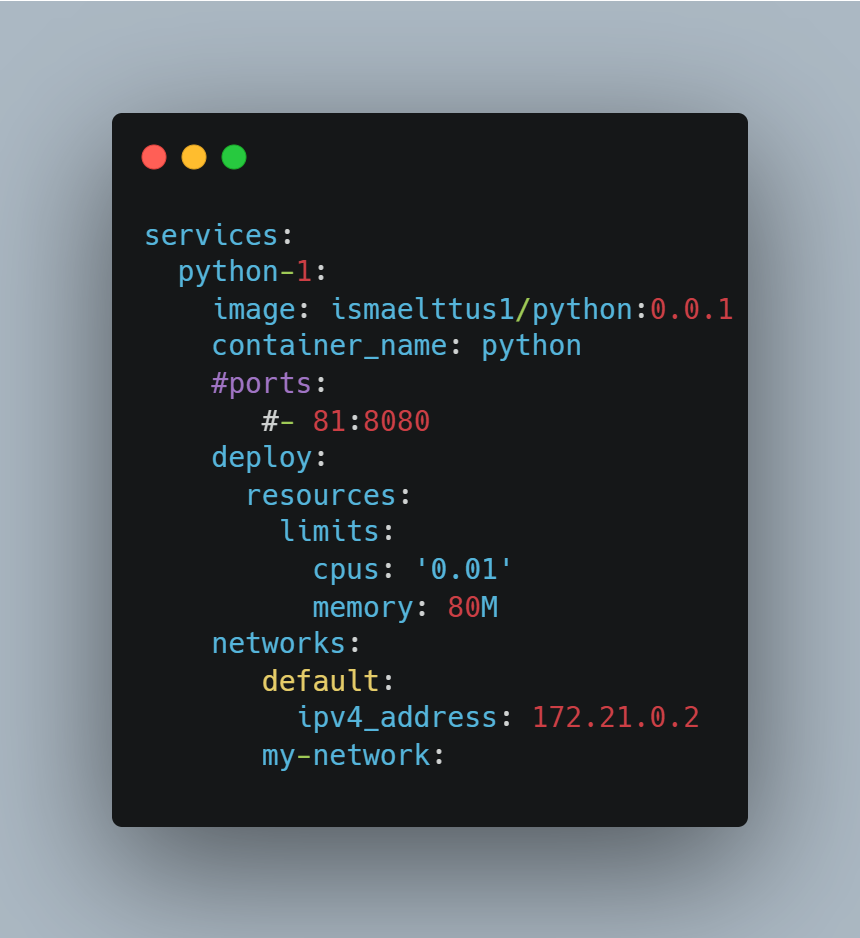 services:
  python-1:
    image: ismaelttus1/python:0.0.1
    container_name: python
    #ports:
       #- 81:8080
    deploy:
      resources:
        limits:
          cpus: '0.01'
          memory: 80M
    networks:
       default:
         ipv4_address: 172.21.0.2
       my-network: